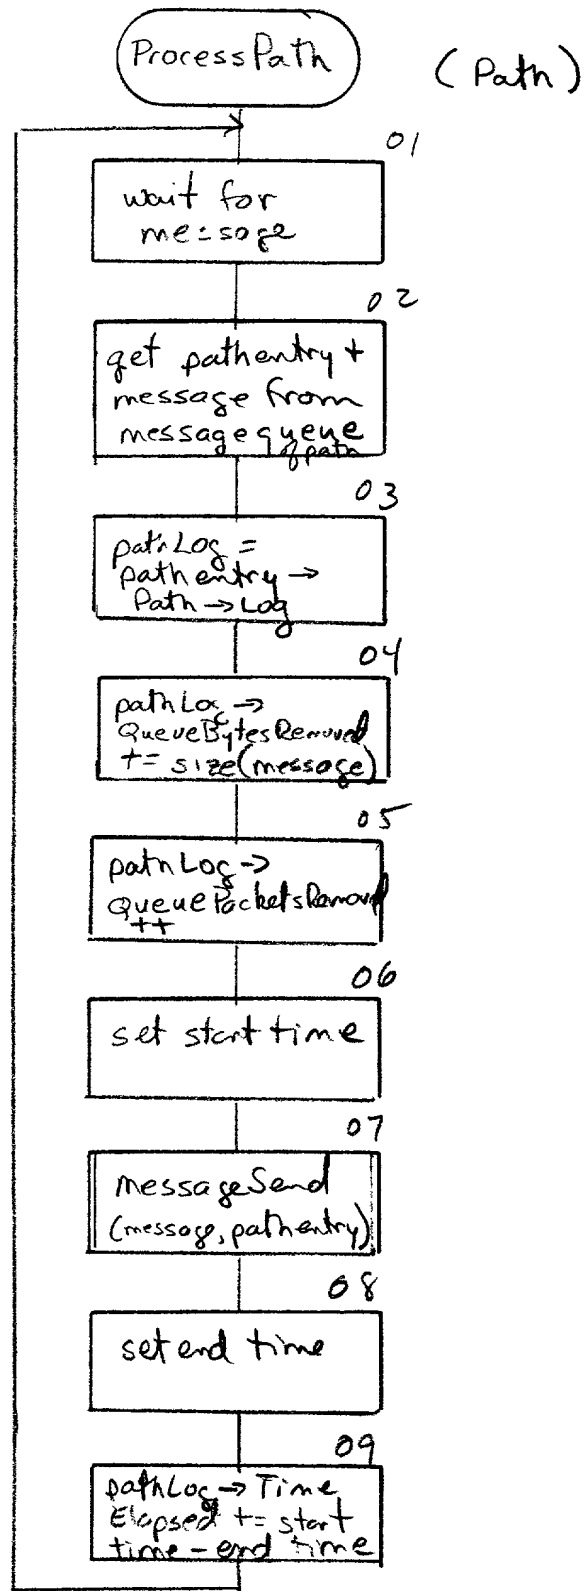 ProcessPath
(Path)
01
wait for
message
02
get pathentry +
message from
message queue
of path
03
pathLog =
pathentry →
Path → Log
04
pathLog →
QueueBytesRemoved
+= size(message)
05
pathLog →
QueuePacketsRemoved
++
06
set start time
07
messageSend
(message, pathentry)
08
set end time
09
pathLog → Time
Elapsed += start
time - end time